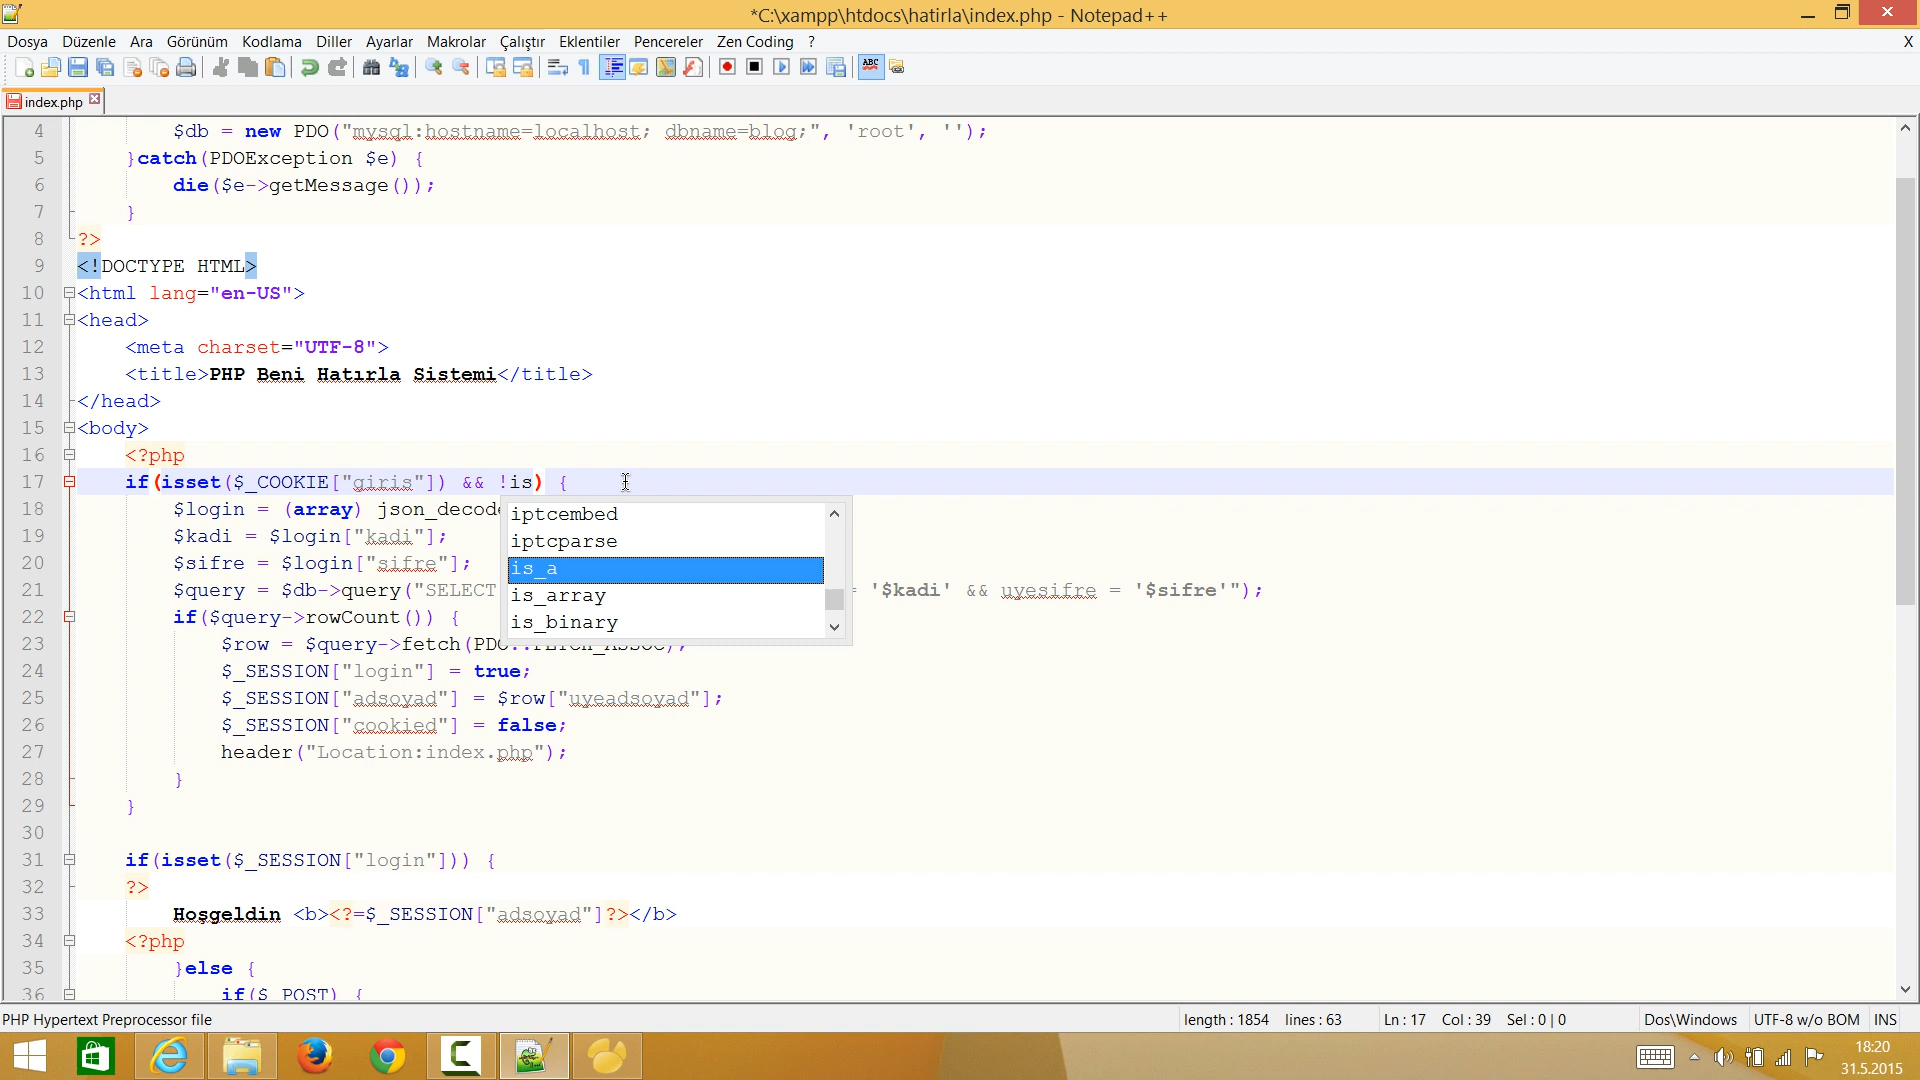 *C:\xampp\htdocs\hatirla\index.php - Notepad++
Dosya Düzenle Ara Görünüm Kodlama Diller Ayarlar Makrolar Çalıştır Eklentiler Pencereler Zen Coding ? X
ABC
index.php
4 $db = new PDO("mysql:hostname=localhost; dbname=blog;", 'root', '');
5 }catch(PDOException $e) {
6 die($e->getMessage());
7 }
8 ?>
9 <!DOCTYPE HTML>
10 <html lang="en-US">
11 <head>
12 <meta charset="UTF-8">
13 <title>PHP Beni Hatırla Sistemi</title>
14 </head>
15 <body>
16 <?php
17 if(isset($_COOKIE["giris"]) && !is) {
18 $login = (array) json_decode
19 $kadi = $login["kadi"];
20 $sifre = $login["sifre"];
21 $query = $db->query("SELECT = '$kadi' && uyesifre = '$sifre'");
22 if($query->rowCount()) {
23 $row = $query->fetch(PDO::FETCH_ASSOC);
24 $_SESSION["login"] = true;
25 $_SESSION["adsoyad"] = $row["uyeadsoyad"];
26 $_SESSION["cookied"] = false;
27 header("Location:index.php");
28 }
29 }
30
31 if(isset($_SESSION["login"])) {
32 ?>
33 Hoşgeldin <b><?=$_SESSION["adsoyad"]?></b>
34 <?php
35 }else {
36 if($_POST) {
iptcembed
iptcparse
is_a
is_array
is_binary
PHP Hypertext Preprocessor file length : 1854 lines : 63 Ln : 17 Col : 39 Sel : 0 | 0 Dos\Windows UTF-8 w/o BOM INS
18:20
31.5.2015